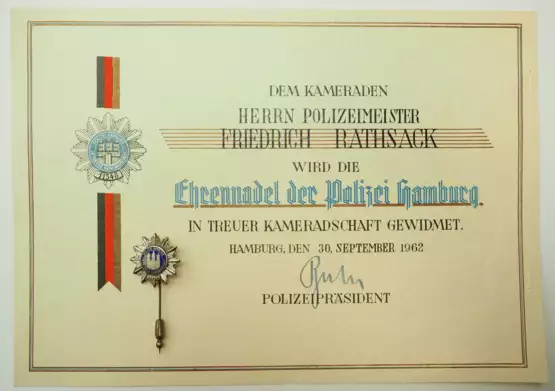 DEM KAMERADEN
HERRN POLIZEIMEISTER
FRIEDRICH RATHSACK
WIRD DIE
Ehrennadel der Polizei Hamburg.
IN TREUER KAMERADSCHAFT GEWIDMET.
HAMBURG, DEN 30. SEPTEMBER 1962
POLIZEIPRÄSIDENT